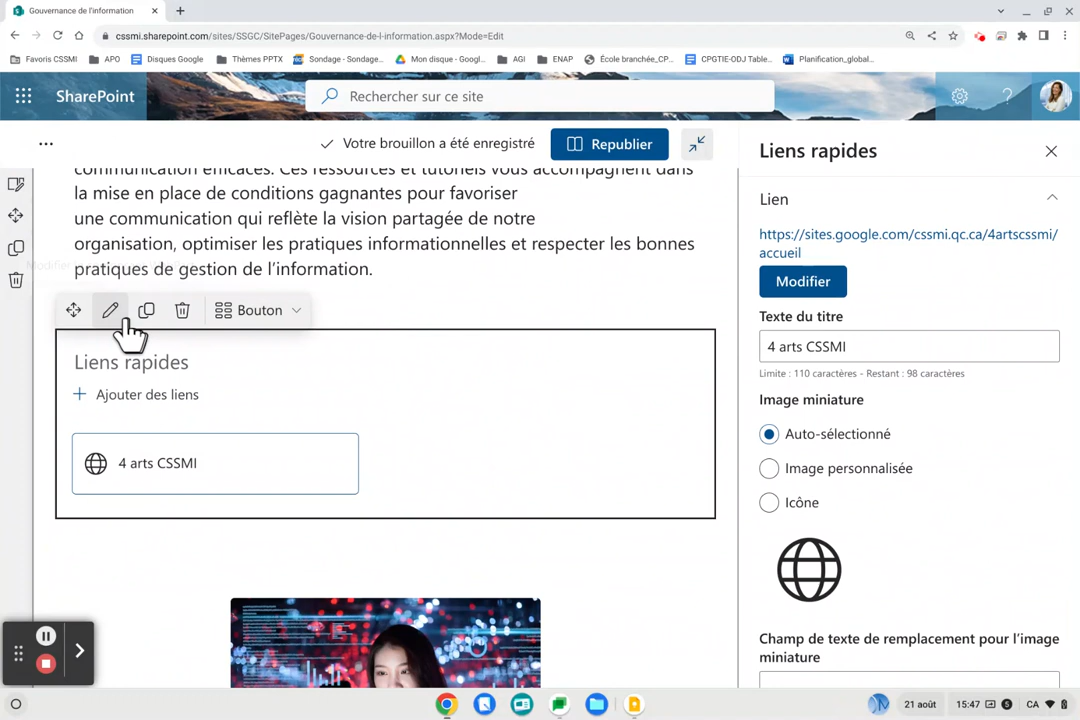 Gouvernance de l'information
cssmi.sharepoint.com/sites/SSGC/SitePages/Gouvernance-de-l-information.aspx?Mode=Edit
Favoris CSSMI APO Disques Google Thèmes PPTX Sondage - Sondage... Mon disque - Googl... AGI ENAP École branchée_CP... CPGTIE-ODJ Table... Planification_global...
SharePoint
Rechercher sur ce site
Votre brouillon a été enregistré
Republier
communication efficaces. Ces ressources et tutoriels vous accompagnent dans
la mise en place de conditions gagnantes pour favoriser
une communication qui reflète la vision partagée de notre
organisation, optimiser les pratiques informationnelles et respecter les bonnes
pratiques de gestion de l'information.
Bouton
Liens rapides
Ajouter des liens
4 arts CSSMI
Liens rapides
Lien
https://sites.google.com/cssmi.qc.ca/4artscssmi/
accueil
Modifier
Texte du titre
4 arts CSSMI
Limite : 110 caractères - Restant : 98 caractères
Image miniature
Auto-sélectionné
Image personnalisée
Icône
Champ de texte de remplacement pour l'image
miniature
21 août 15:47 5 CA